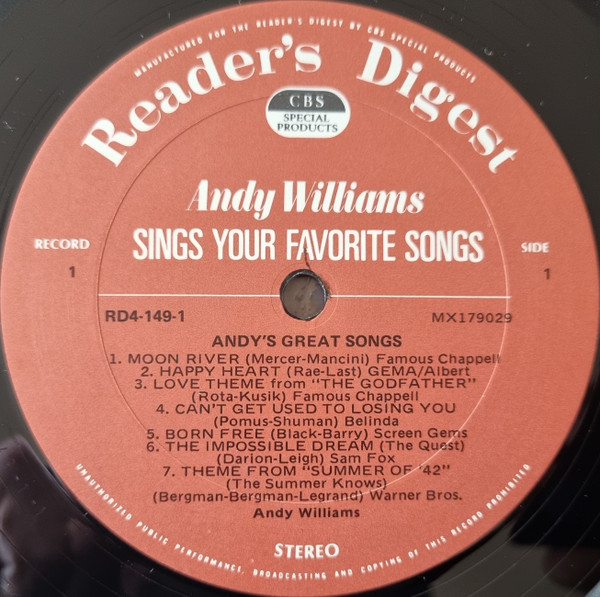 MANUFACTURED FOR THE READER'S DIGEST BY CBS SPECIAL PRODUCTS
Reader's Digest
CBS
SPECIAL
PRODUCTS
Andy Williams
SINGS YOUR FAVORITE SONGS
RECORD
1
SIDE
1
RD4-149-1
MX179029
ANDY'S GREAT SONGS
1. MOON RIVER (Mercer-Mancini) Famous Chappell
2. HAPPY HEART (Rae-Last) GEMA/Albert
3. LOVE THEME from "THE GODFATHER"
(Rota-Kusik) Famous Chappell
4. CAN'T GET USED TO LOSING YOU
(Pomus-Shuman) Belinda
5. BORN FREE (Black-Barry) Screen Gems
6. THE IMPOSSIBLE DREAM (The Quest)
(Darion-Leigh) Sam Fox
7. THEME FROM "SUMMER OF '42"
(The Summer Knows)
(Bergman-Bergman-Legrand) Warner Bros.
Andy Williams
STEREO
UNAUTHORIZED PUBLIC PERFORMANCE, BROADCASTING AND COPYING OF THIS RECORD PROHIBITED